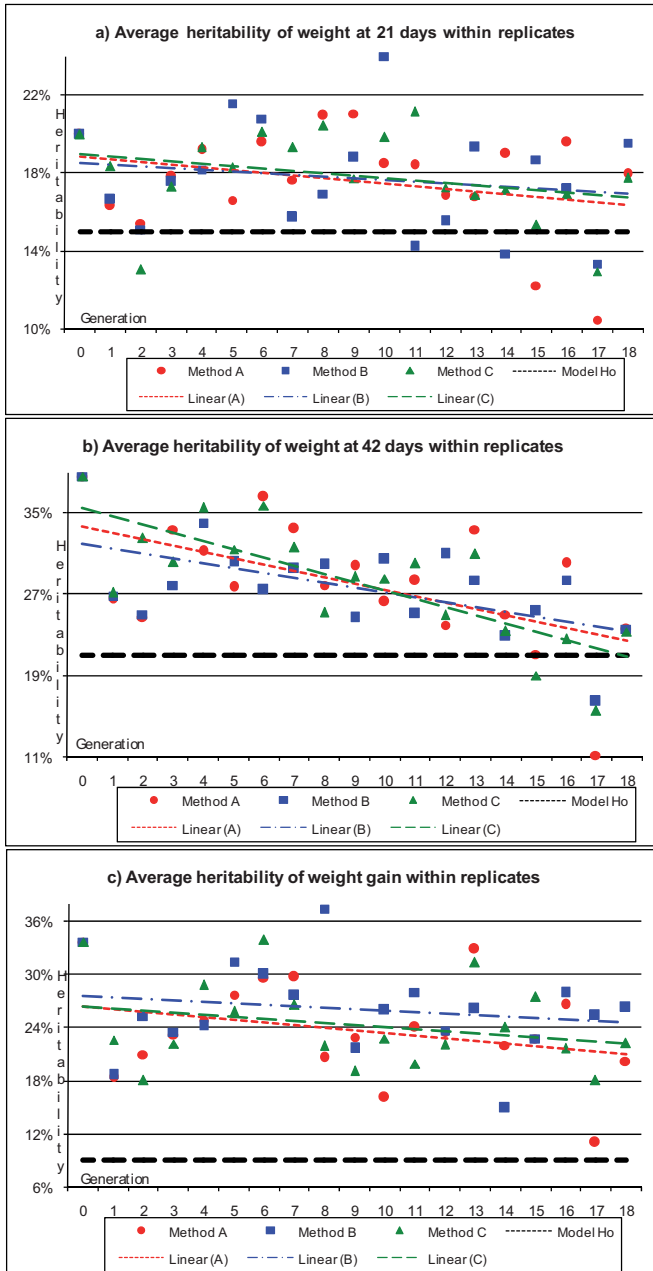 a) Average heritability of weight at 21 days within replicates
22%
18%
14%
10%
Heritability
Generation
0 1 2 3 4 5 6 7 8 9 10 11 12 13 14 15 16 17 18
Method A Method B Method C Model Ho
Linear (A) Linear (B) Linear (C)
b) Average heritability of weight at 42 days within replicates
35%
27%
19%
11%
Heritability
Generation
0 1 2 3 4 5 6 7 8 9 10 11 12 13 14 15 16 17 18
Method A Method B Method C Model Ho
Linear (A) Linear (B) Linear (C)
c) Average heritability of weight gain within replicates
36%
30%
24%
18%
12%
6%
Heritability
Generation
0 1 2 3 4 5 6 7 8 9 10 11 12 13 14 15 16 17 18
Method A Method B Method C Model Ho
Linear (A) Linear (B) Linear (C)